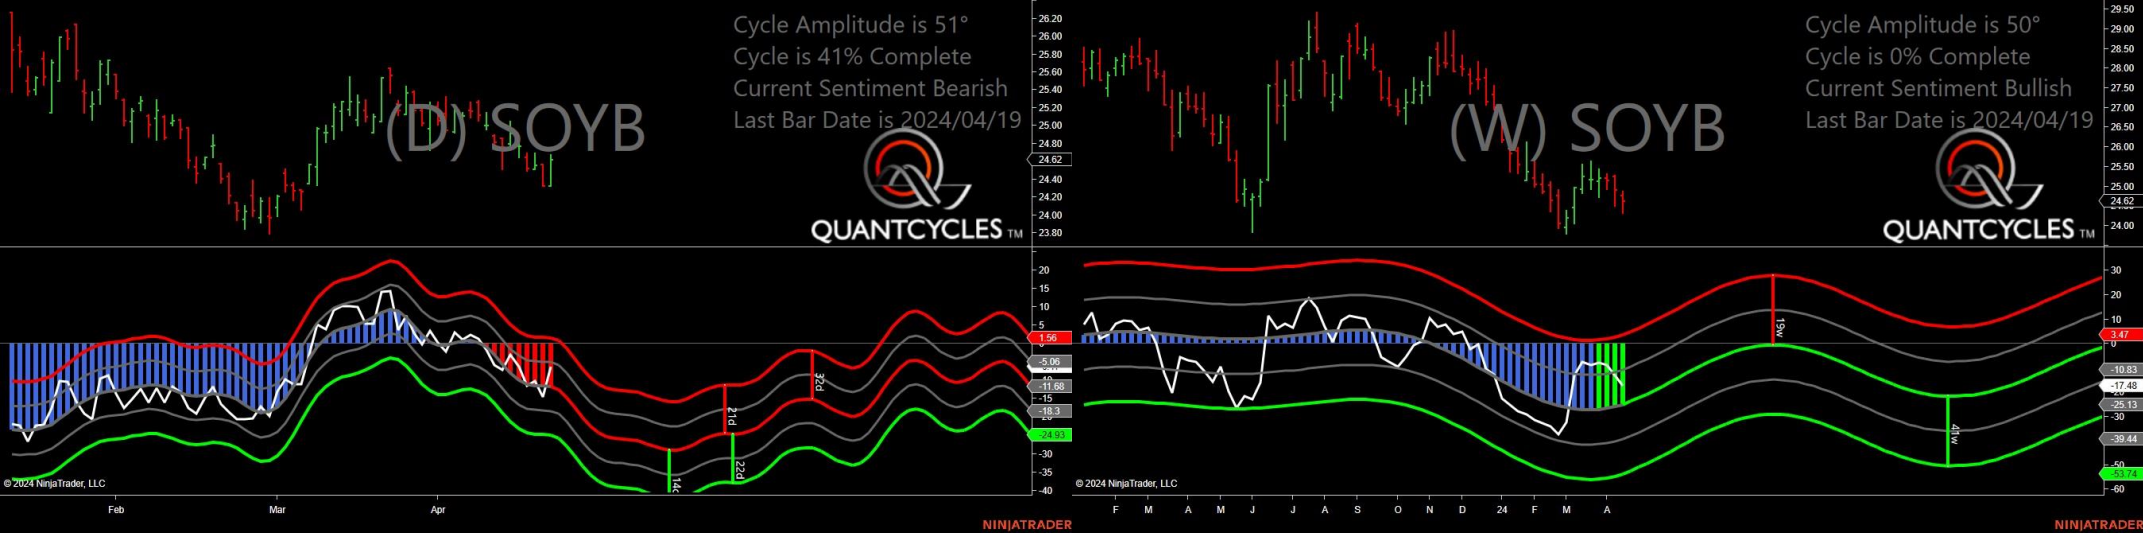 Cycle Amplitude is 51°
Cycle is 41% Complete
Current Sentiment Bearish
Last Bar Date is 2024/04/19
(D) SOYB
QUANTCYCLES TM
26.20
26.00
25.80
25.60
25.40
25.20
25.00
24.80
24.62
24.40
24.20
24.00
23.80
20
15
10
5
1.56
0
-5.06
-11.68
-15
-18.3
-24.93
-30
-35
-40
21d
32d
22d
© 2024 NinjaTrader, LLC
Feb
Mar
Apr
NINJATRADER
Cycle Amplitude is 50°
Cycle is 0% Complete
Current Sentiment Bullish
Last Bar Date is 2024/04/19
(W) SOYB
QUANTCYCLES TM
29.50
29.00
28.50
28.00
27.50
27.00
26.50
26.00
25.50
25.00
24.62
24.00
30
20
10
3.47
0
-10.83
-17.48
-25.13
-30
-39.44
-50
-53.74
-60
19w
41w
© 2024 NinjaTrader, LLC
F
M
A
M
J
J
A
S
O
N
D
24
F
M
A
NINJATRADER